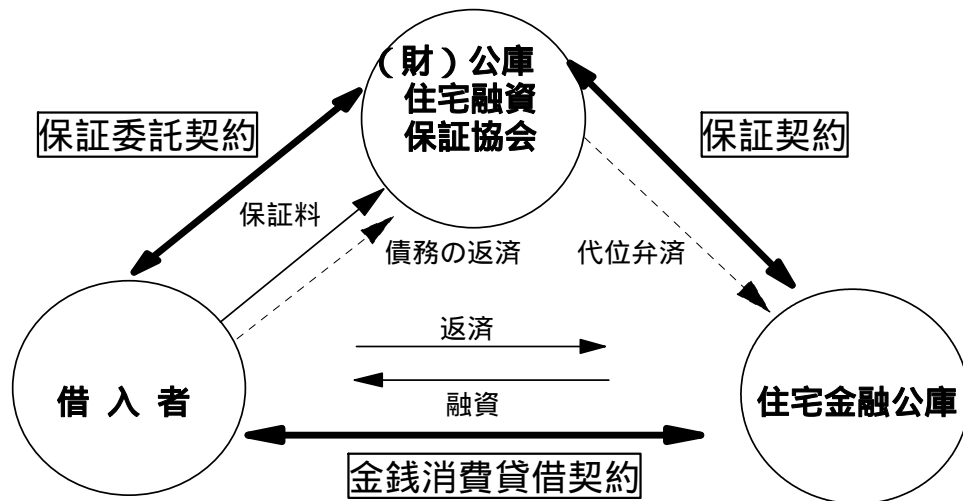 (財)公庫
住宅融資
保証協会
保証委託契約
保証契約
保証料
債務の返済
代位弁済
返済
借 入 者
住宅金融公庫
融資
金銭消費貸借契約